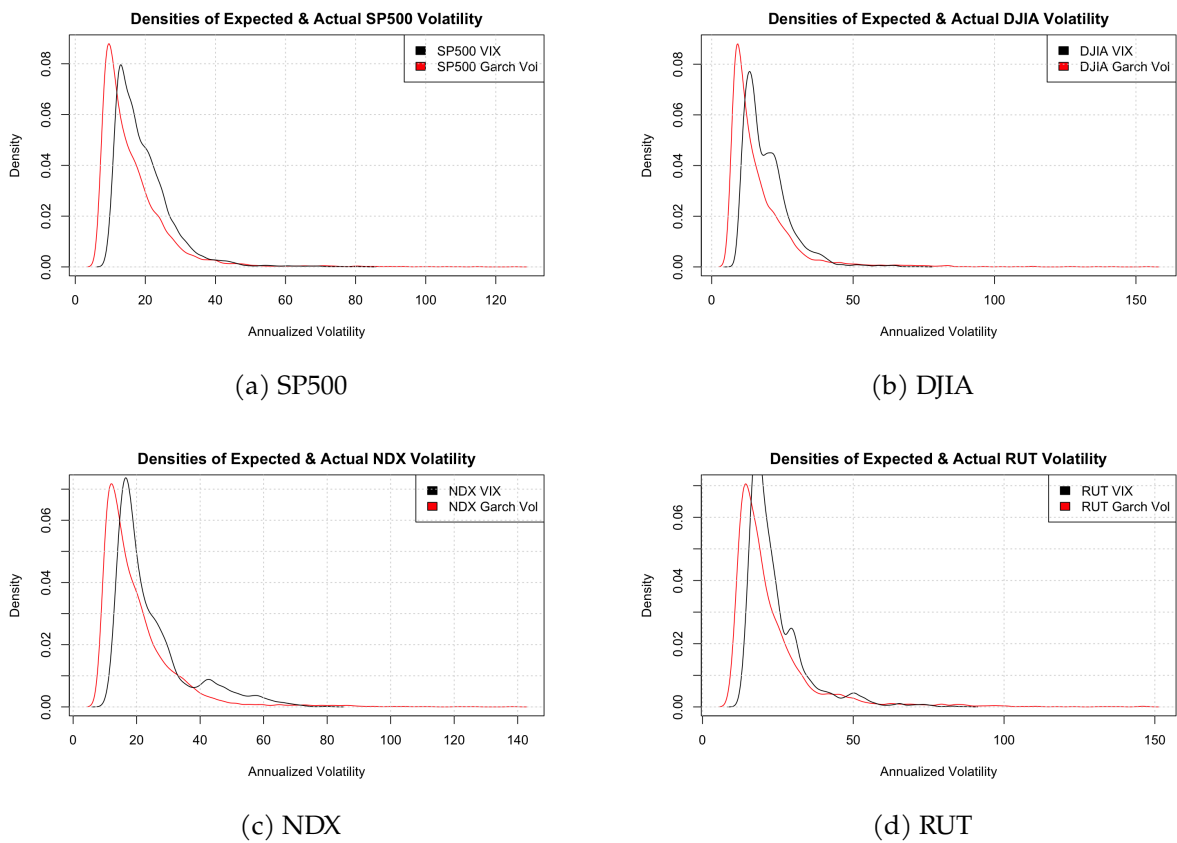 Densities of Expected & Actual SP500 Volatility
SP500 VIX
SP500 Garch Vol
Density
0.00 0.02 0.04 0.06 0.08
0 20 40 60 80 100 120
Annualized Volatility
(a) SP500
Densities of Expected & Actual DJIA Volatility
DJIA VIX
DJIA Garch Vol
Density
0.00 0.02 0.04 0.06 0.08
0 50 100 150
Annualized Volatility
(b) DJIA
Densities of Expected & Actual NDX Volatility
NDX VIX
NDX Garch Vol
Density
0.00 0.02 0.04 0.06
0 20 40 60 80 100 120 140
Annualized Volatility
(c) NDX
Densities of Expected & Actual RUT Volatility
RUT VIX
RUT Garch Vol
Density
0.00 0.02 0.04 0.06
0 50 100 150
Annualized Volatility
(d) RUT